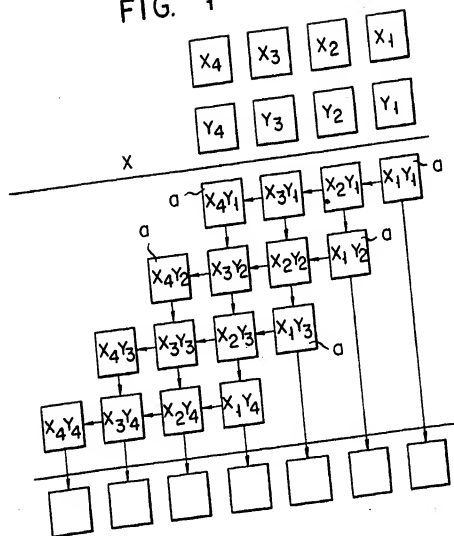 FIG. 1
X4 X3 X2 X1
Y4 Y3 Y2 Y1
X
a X4Y1 X3Y1 X2Y1 X1Y1 a
a X4Y2 X3Y2 X2Y2 X1Y2 a
X4Y3 X3Y3 X2Y3 X1Y3 a
X4Y4 X3Y4 X2Y4 X1Y4